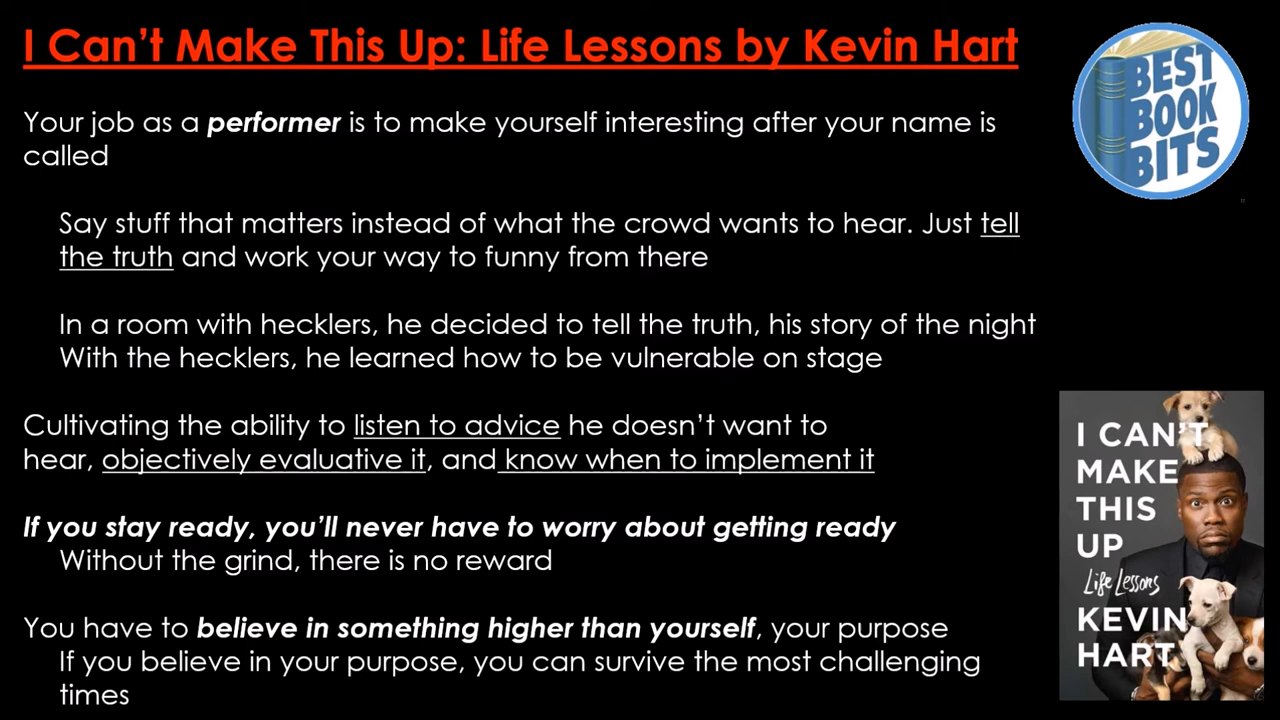 I Can't Make This Up: Life Lessons by Kevin Hart
BEST
BOOK
BITS
Your job as a performer is to make yourself interesting after your name is
called
Say stuff that matters instead of what the crowd wants to hear. Just tell
the truth and work your way to funny from there
In a room with hecklers, he decided to tell the truth, his story of the night
With the hecklers, he learned how to be vulnerable on stage
Cultivating the ability to listen to advice he doesn't want to
hear, objectively evaluative it, and know when to implement it
If you stay ready, you'll never have to worry about getting ready
Without the grind, there is no reward
You have to believe in something higher than yourself, your purpose
If you believe in your purpose, you can survive the most challenging
times
I CAN'T
MAKE
THIS
UP
Life Lessons
KEVIN
HART